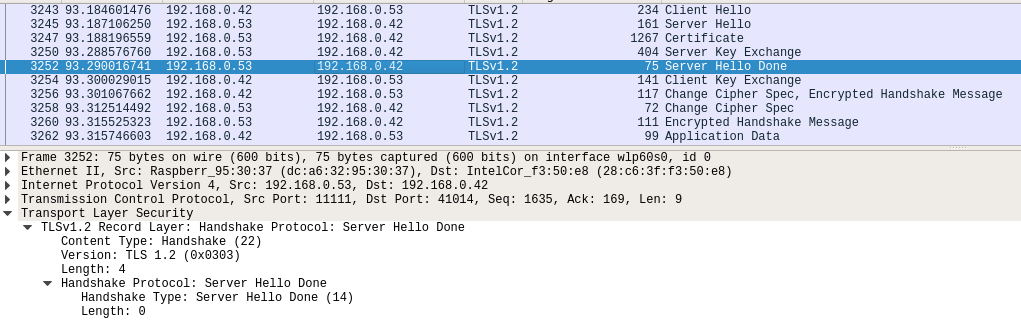 3243 93.184601476 192.168.0.42 192.168.0.53 TLSv1.2 234 Client Hello
3245 93.187106250 192.168.0.53 192.168.0.42 TLSv1.2 161 Server Hello
3247 93.188196559 192.168.0.53 192.168.0.42 TLSv1.2 1267 Certificate
3250 93.288576760 192.168.0.53 192.168.0.42 TLSv1.2 404 Server Key Exchange
3252 93.290016741 192.168.0.53 192.168.0.42 TLSv1.2 75 Server Hello Done
3254 93.300029015 192.168.0.42 192.168.0.53 TLSv1.2 141 Client Key Exchange
3256 93.301067662 192.168.0.42 192.168.0.53 TLSv1.2 117 Change Cipher Spec, Encrypted Handshake Message
3258 93.312514492 192.168.0.53 192.168.0.42 TLSv1.2 72 Change Cipher Spec
3260 93.315525323 192.168.0.53 192.168.0.42 TLSv1.2 111 Encrypted Handshake Message
3262 93.315746603 192.168.0.42 192.168.0.53 TLSv1.2 99 Application Data
Frame 3252: 75 bytes on wire (600 bits), 75 bytes captured (600 bits) on interface wlp60s0, id 0
Ethernet II, Src: Raspberr_95:30:37 (dc:a6:32:95:30:37), Dst: IntelCor_f3:50:e8 (28:c6:3f:f3:50:e8)
Internet Protocol Version 4, Src: 192.168.0.53, Dst: 192.168.0.42
Transmission Control Protocol, Src Port: 11111, Dst Port: 41014, Seq: 1635, Ack: 169, Len: 9
Transport Layer Security
TLSv1.2 Record Layer: Handshake Protocol: Server Hello Done
Content Type: Handshake (22)
Version: TLS 1.2 (0x0303)
Length: 4
Handshake Protocol: Server Hello Done
Handshake Type: Server Hello Done (14)
Length: 0